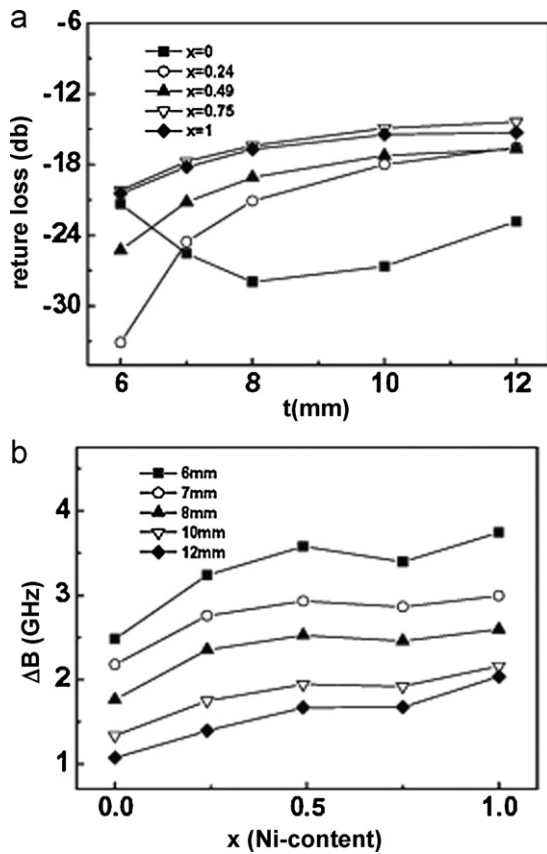 a
-6
-12
-18
-24
-30
reture loss (db)
x=0
x=0.24
x=0.49
x=0.75
x=1
6 8 10 12
t(mm)
b
4
3
2
1
ΔB (GHz)
6mm
7mm
8mm
10mm
12mm
0.0 0.5 1.0
x (Ni-content)